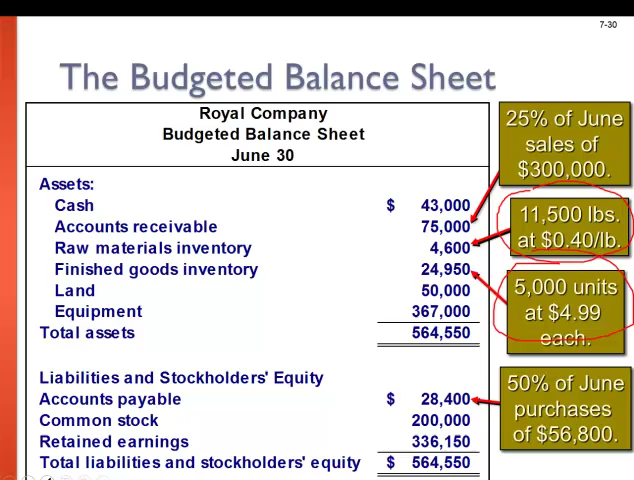 7-30
The Budgeted Balance Sheet
Royal Company
Budgeted Balance Sheet
June 30
Assets:
Cash $ 43,000
Accounts receivable 75,000
Raw materials inventory 4,600
Finished goods inventory 24,950
Land 50,000
Equipment 367,000
Total assets 564,550
Liabilities and Stockholders' Equity
Accounts payable $ 28,400
Common stock 200,000
Retained earnings 336,150
Total liabilities and stockholders' equity $ 564,550
25% of June
sales of
$300,000.
11,500 lbs.
at $0.40/lb.
5,000 units
at $4.99
each.
50% of June
purchases
of $56,800.